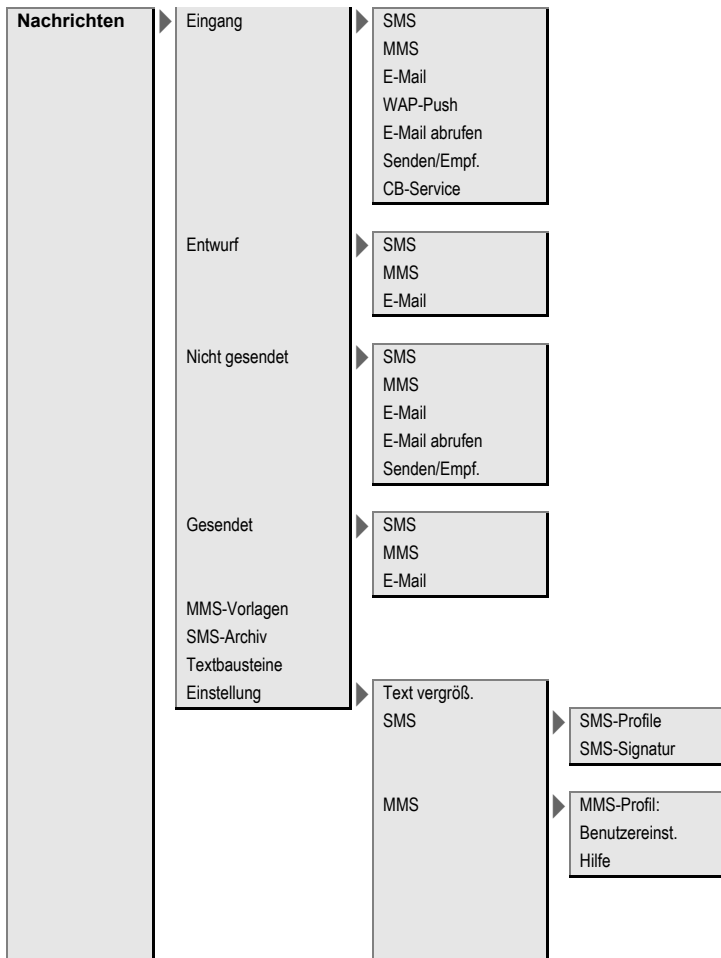 Nachrichten
Eingang
SMS
MMS
E-Mail
WAP-Push
E-Mail abrufen
Senden/Empf.
CB-Service
Entwurf
SMS
MMS
E-Mail
Nicht gesendet
SMS
MMS
E-Mail
E-Mail abrufen
Senden/Empf.
Gesendet
SMS
MMS
E-Mail
MMS-Vorlagen
SMS-Archiv
Textbausteine
Einstellung
Text vergröß.
SMS
SMS-Profile
SMS-Signatur
MMS
MMS-Profil:
Benutzereinst.
Hilfe